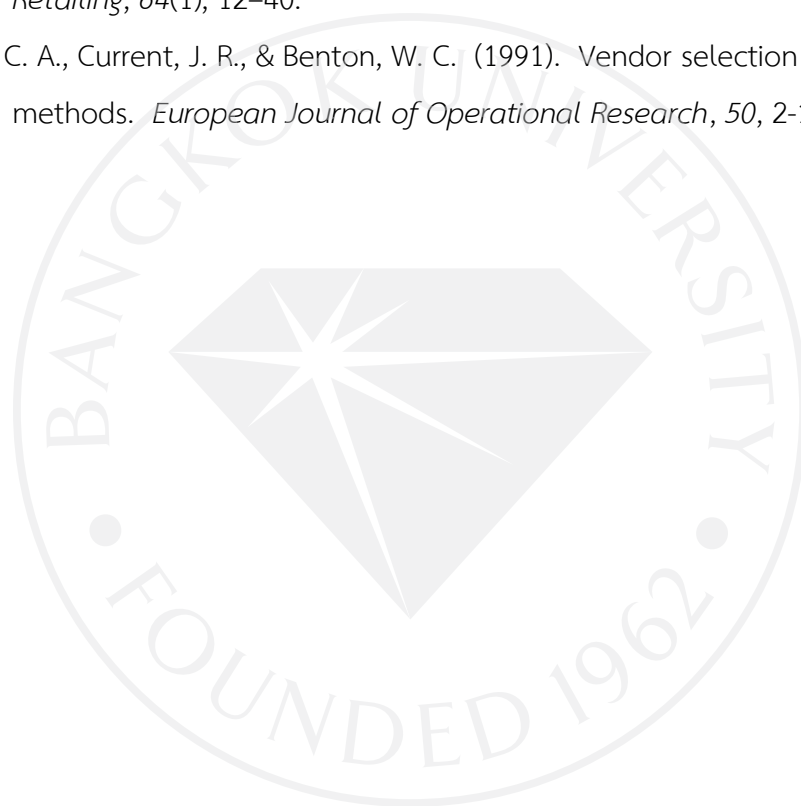 Retailing, 64(1), 12–40.
C. A., Current, J. R., & Benton, W. C. (1991). Vendor selection
methods. European Journal of Operational Research, 50, 2-
BANGKOK UNIVERSITY
FOUNDED 1962